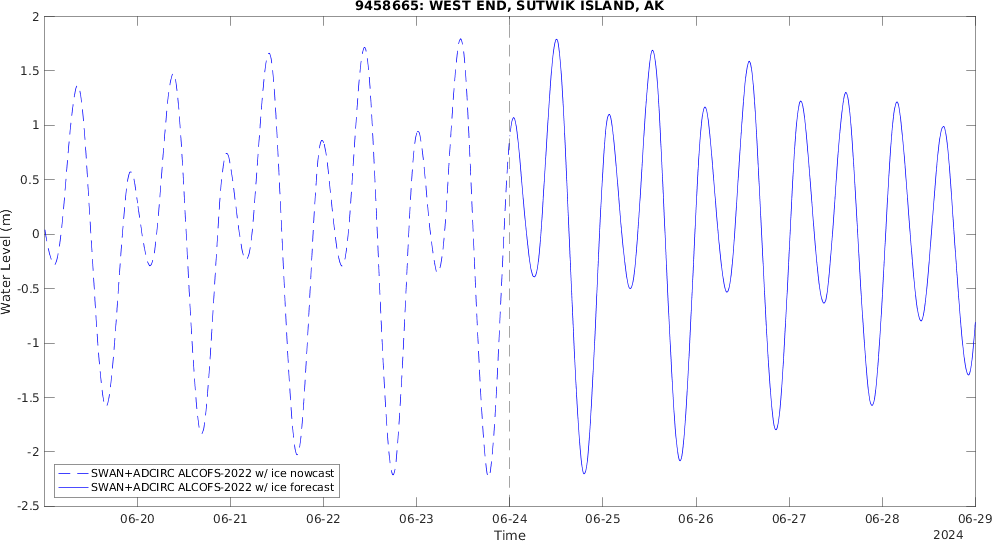 9458665: WEST END, SUTWIK ISLAND, AK
2
1.5
1
0.5
0
-0.5
-1
-1.5
-2
-2.5
Water Level (m)
SWAN+ADCIRC ALCOFS-2022 w/ ice nowcast
SWAN+ADCIRC ALCOFS-2022 w/ ice forecast
06-20 06-21 06-22 06-23 06-24 06-25 06-26 06-27 06-28 06-29
Time
2024